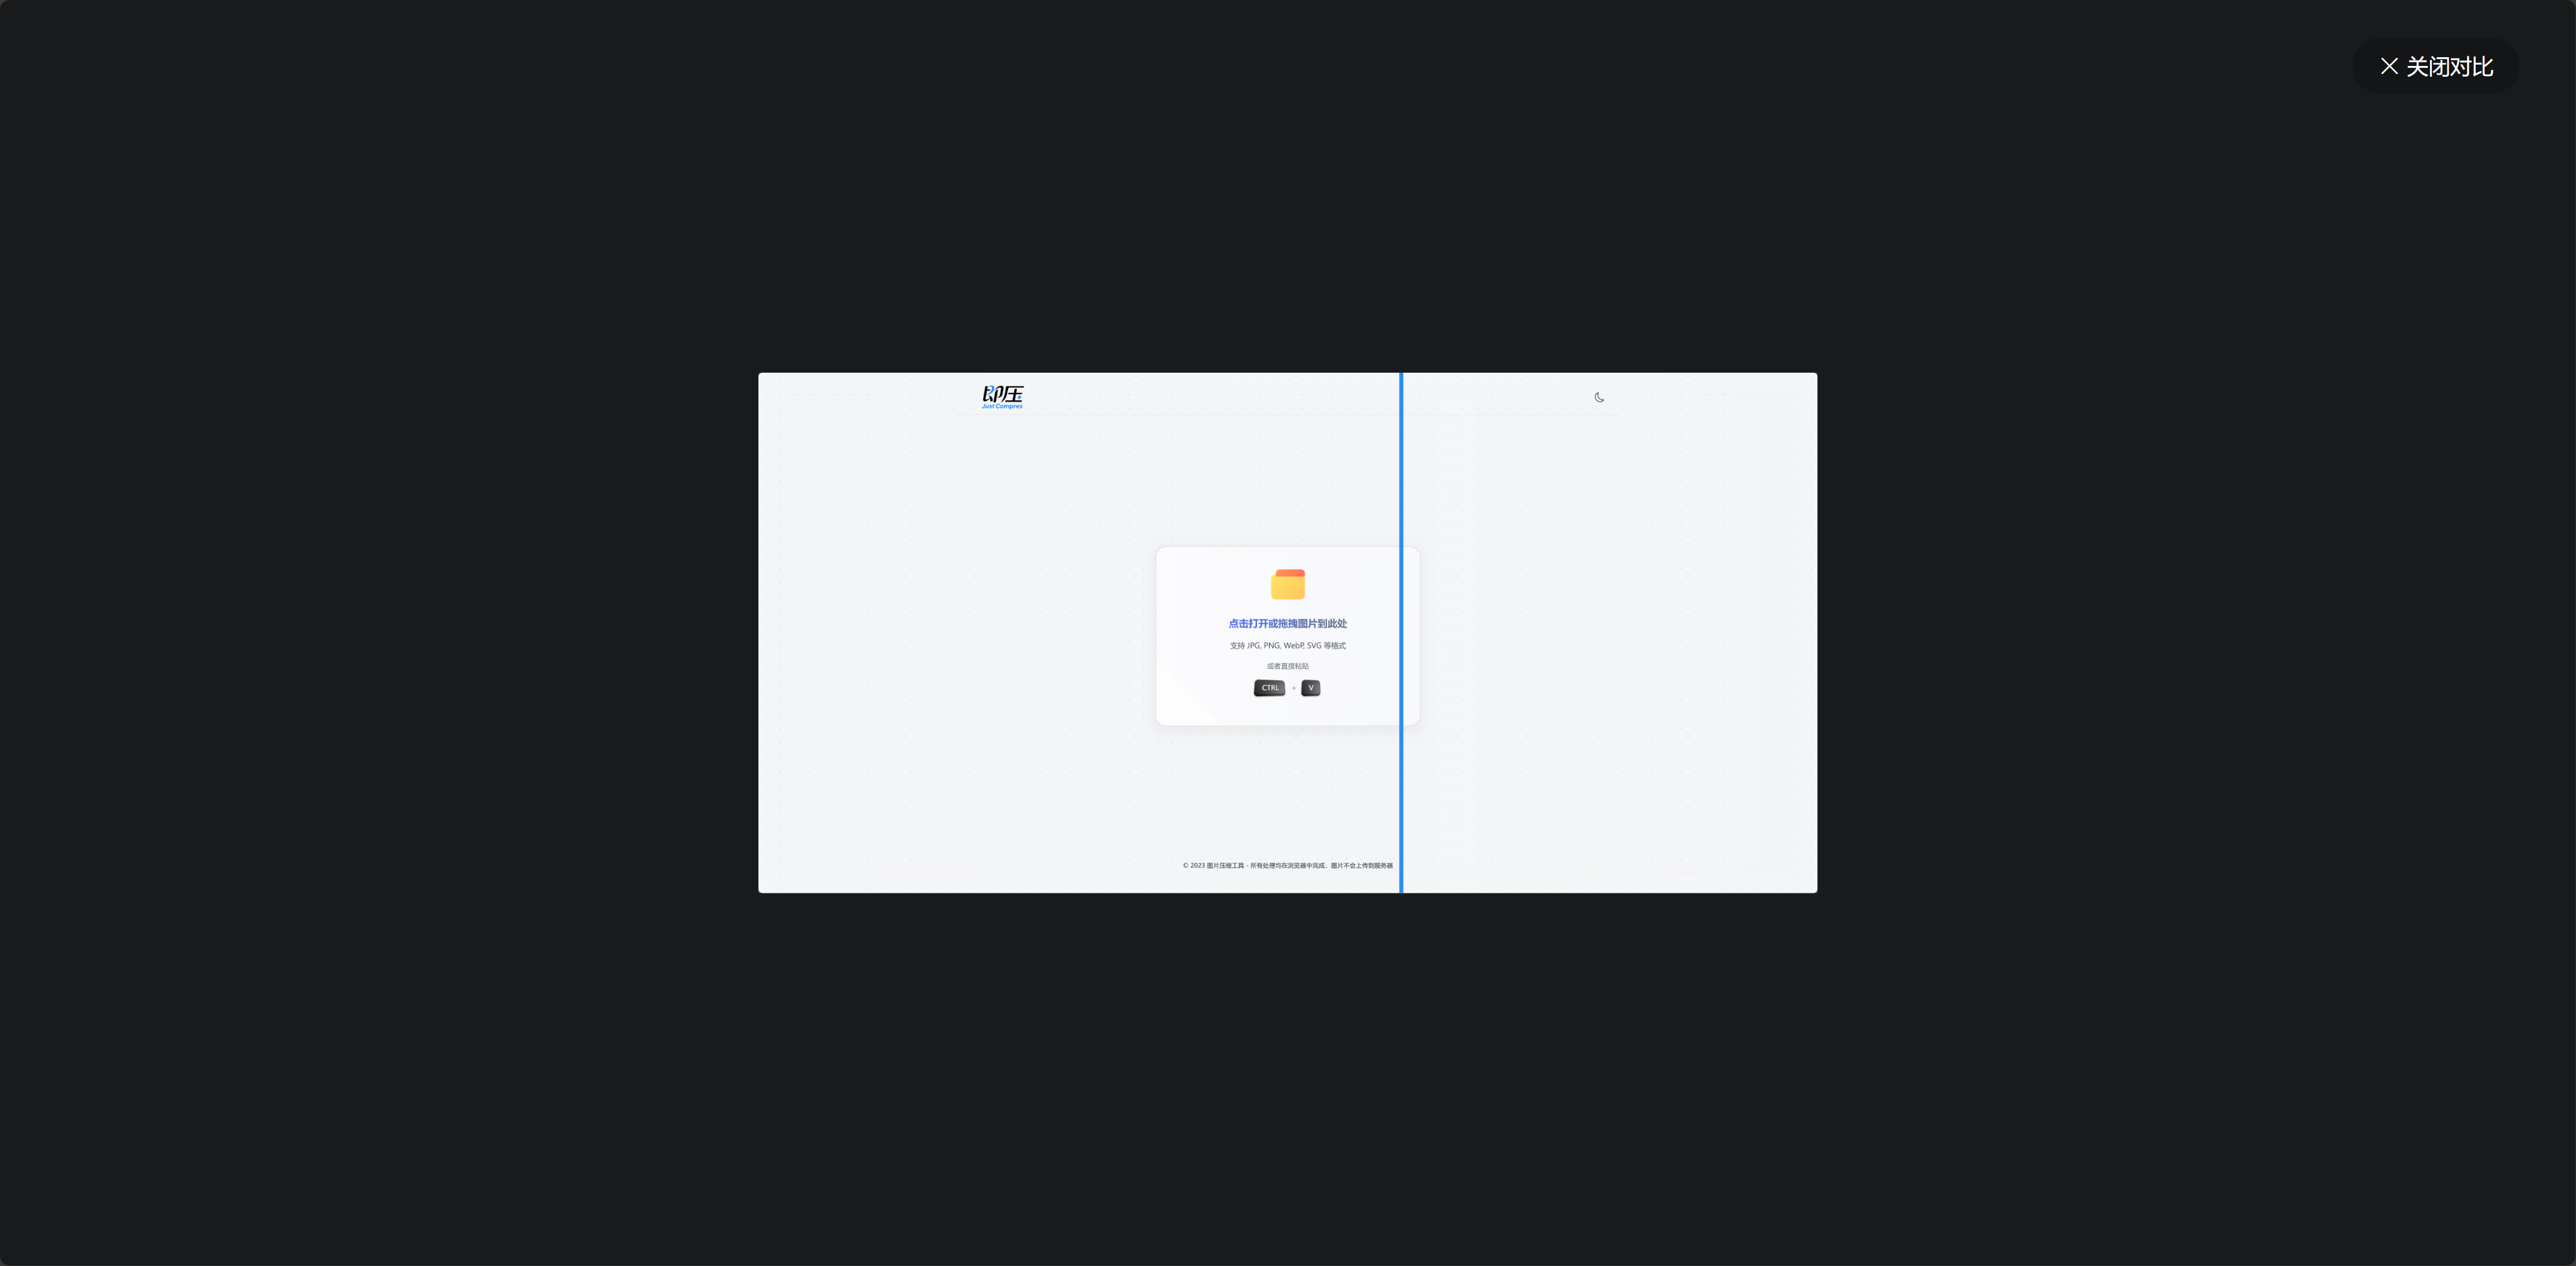 关闭对比
即压
Just Compres
点击打开或拖拽图片到此处
支持 JPG, PNG, WebP, SVG 等格式
或者直接粘贴
CTRL + V
© 2023 图片压缩工具 - 所有处理均在浏览器中完成，图片不会上传到服务器